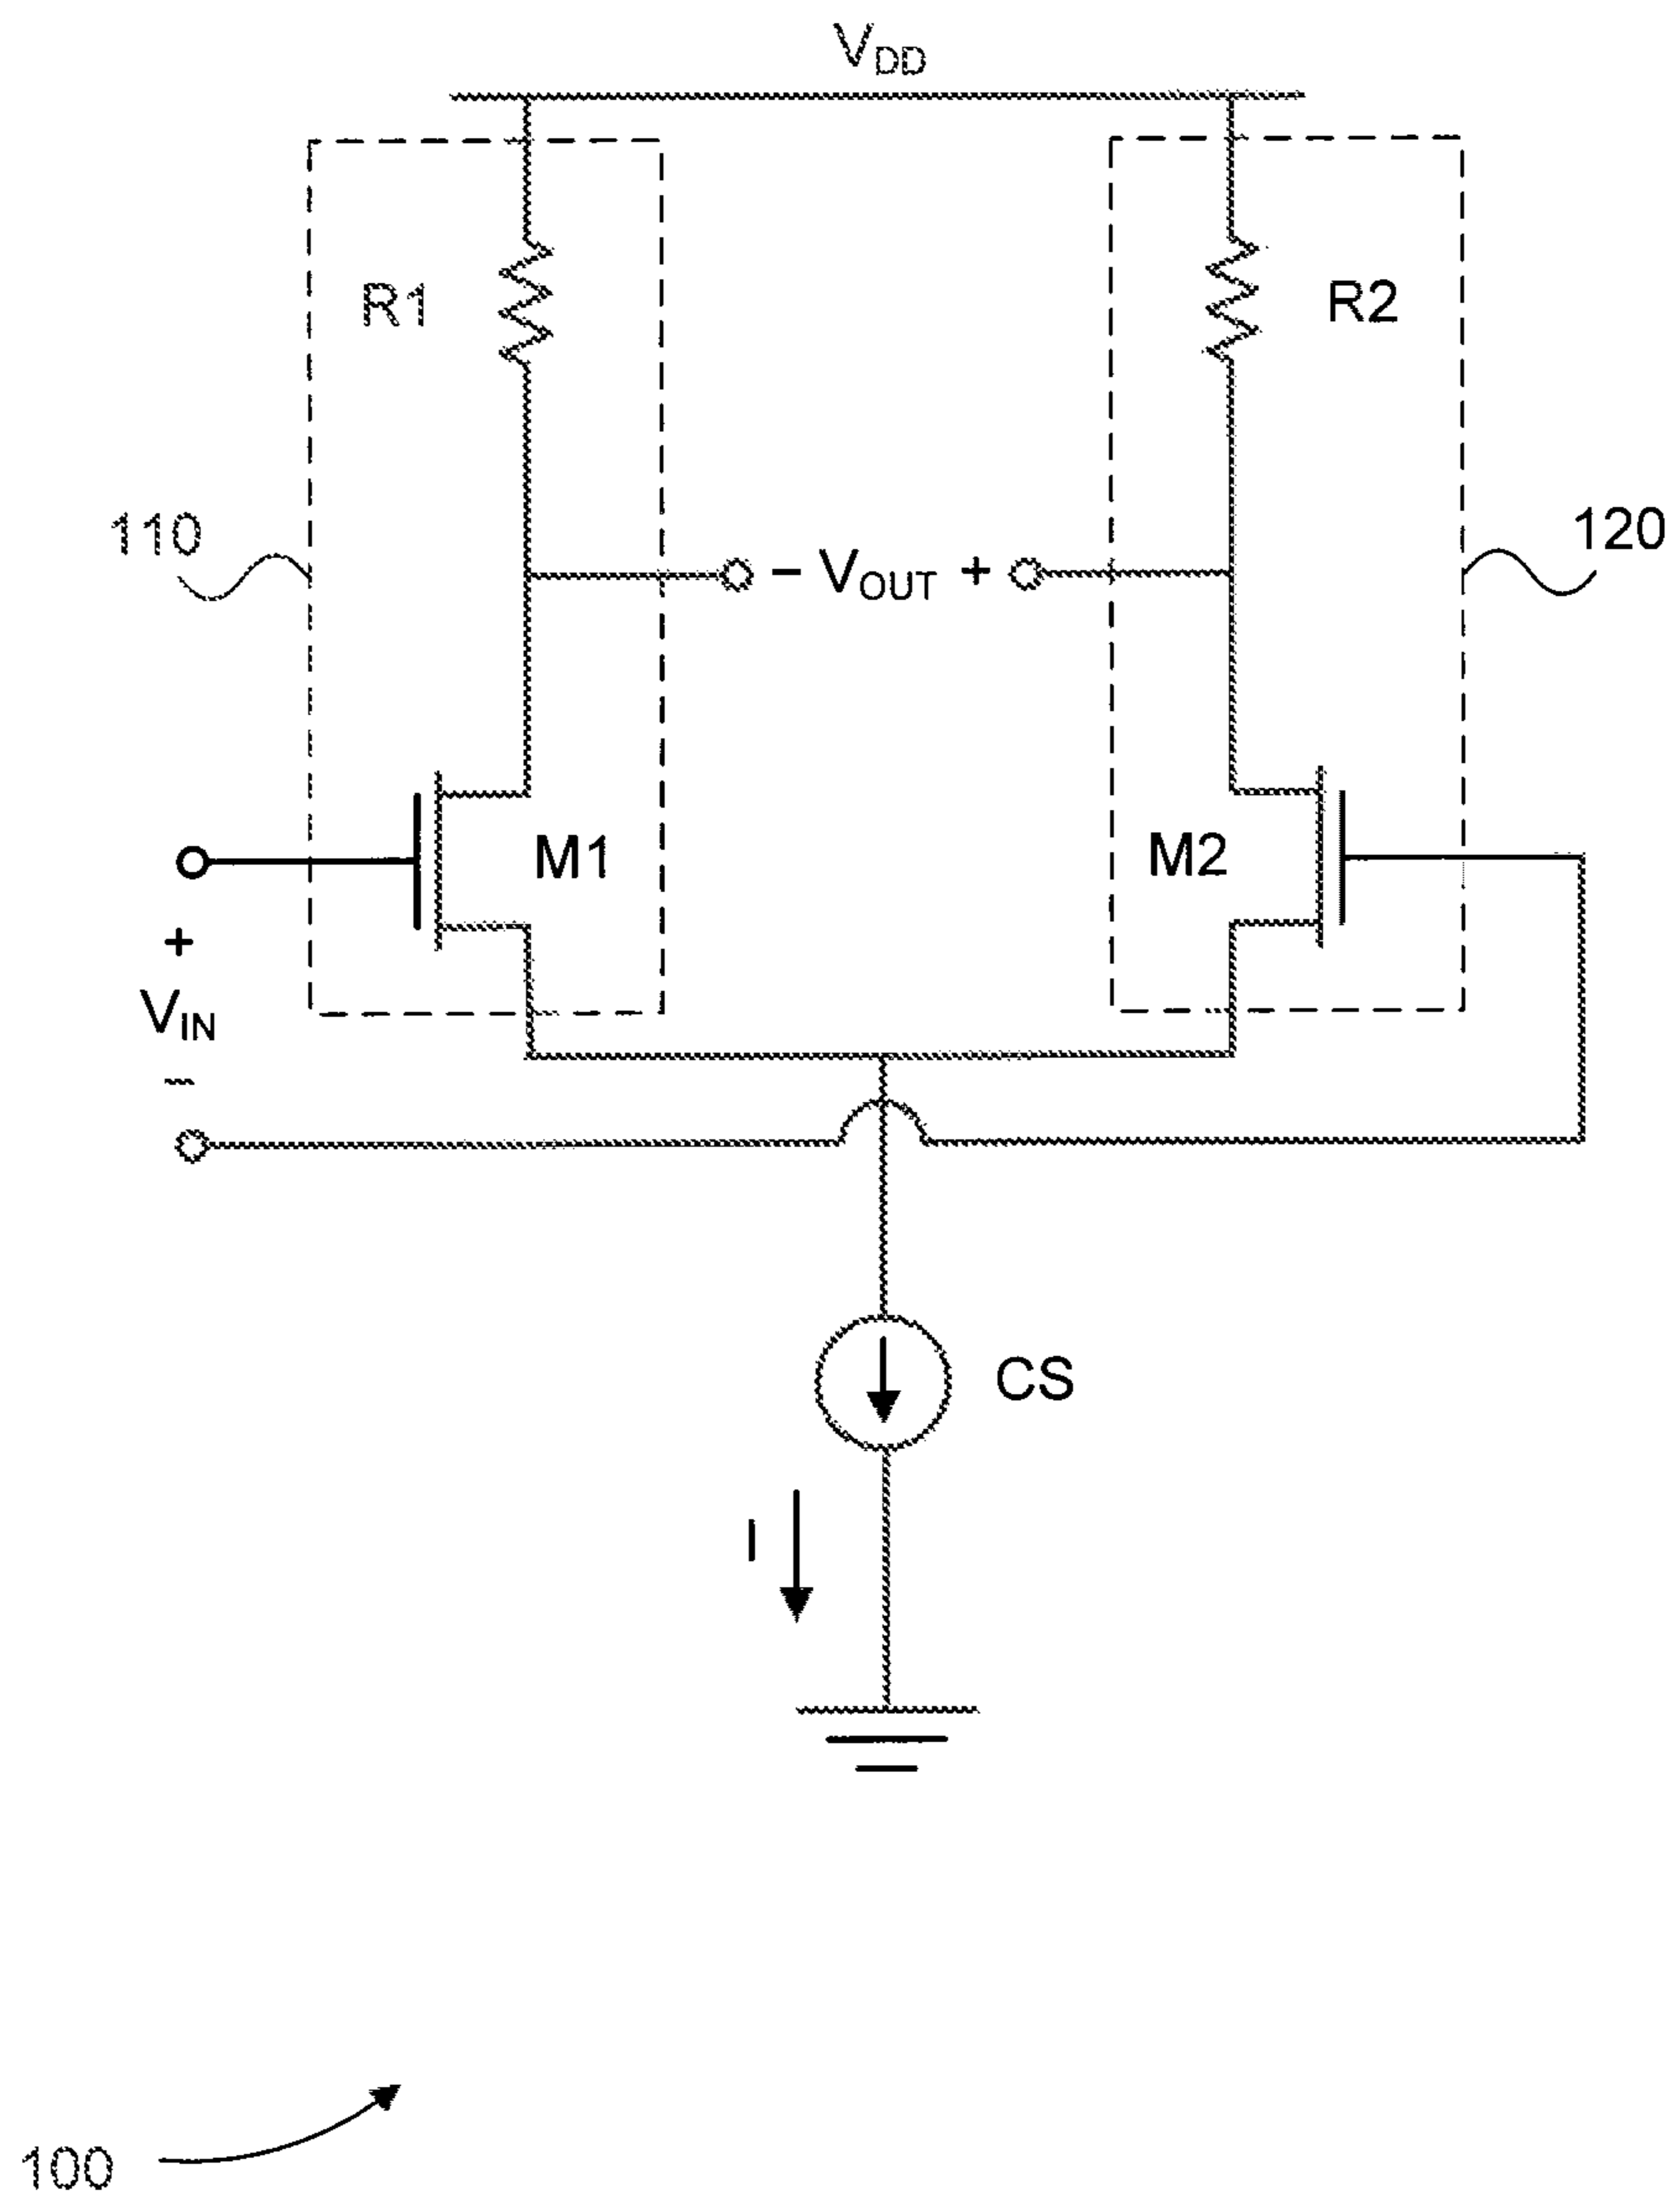 VDD
R1
R2
110
120
– VOUT +
M1
M2
+
VIN
–
CS
I
100